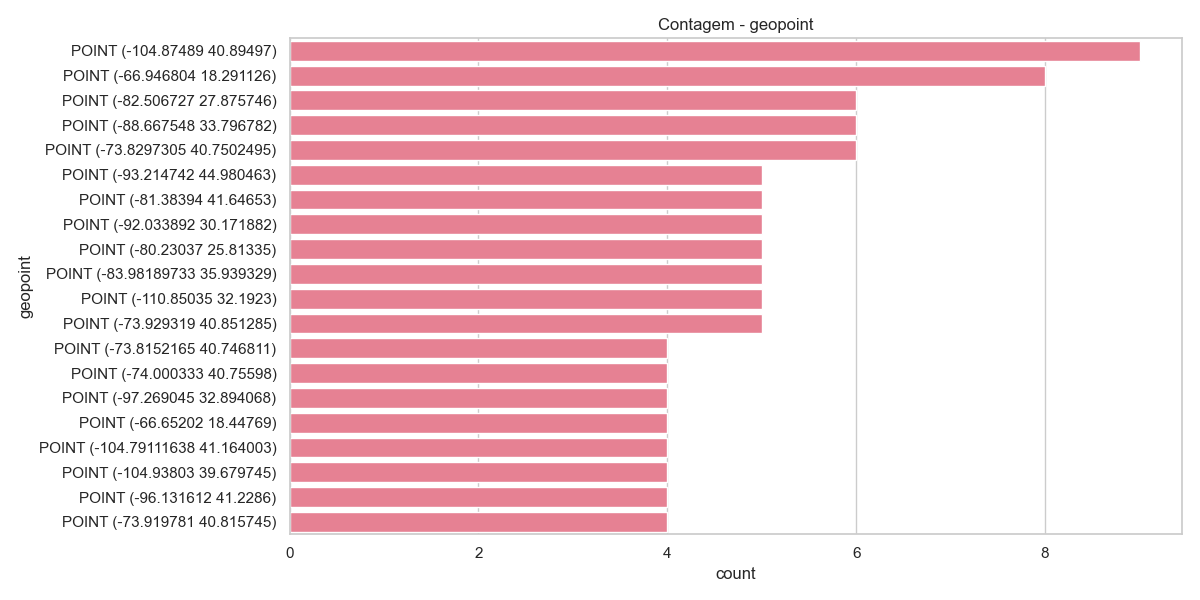 Contagem - geopoint
POINT (-104.87489 40.89497)
POINT (-66.946804 18.291126)
POINT (-82.506727 27.875746)
POINT (-88.667548 33.796782)
POINT (-73.8297305 40.7502495)
POINT (-93.214742 44.980463)
POINT (-81.38394 41.64653)
POINT (-92.033892 30.171882)
POINT (-80.23037 25.81335)
POINT (-83.98189733 35.939329)
POINT (-110.85035 32.1923)
POINT (-73.929319 40.851285)
POINT (-73.8152165 40.746811)
POINT (-74.000333 40.75598)
POINT (-97.269045 32.894068)
POINT (-66.65202 18.44769)
POINT (-104.79111638 41.164003)
POINT (-104.93803 39.679745)
POINT (-96.131612 41.2286)
POINT (-73.919781 40.815745)
geopoint
0 2 4 6 8
count